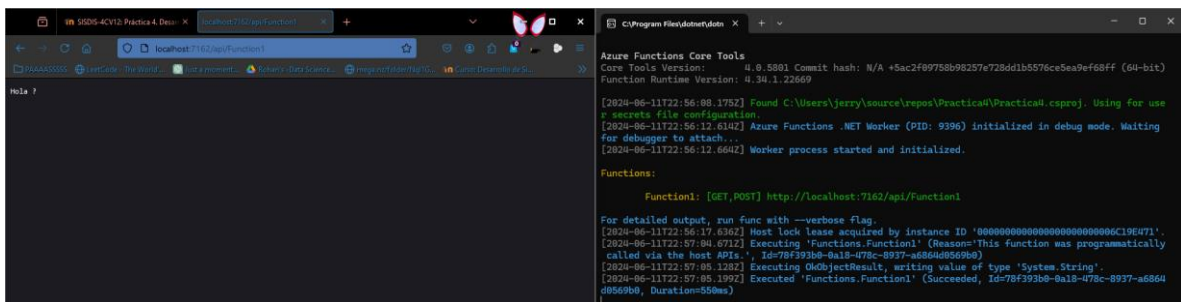 SISDIS-4CV12: Práctica 4. Desar
localhost:7162/api/Function1
localhost:7162/api/Function1
PAAAASSSSS
LeetCode - The World'...
Just a moment...
Rohan's - Data Science...
Curso: Desarrollo de Si...
Hola ?
C:\Program Files\dotnet\dotn
Azure Functions Core Tools
Core Tools Version: 4.0.5801 Commit hash: N/A +5ac2f09758b98257e728dd1b5576ce5ea9ef68ff (64-bit)
Function Runtime Version: 4.34.1.22669
[2024-06-11T22:56:08.175Z] Found C:\Users\jerry\source\repos\Practica4\Practica4.csproj. Using for use
r secrets file configuration.
[2024-06-11T22:56:12.614Z] Azure Functions .NET Worker (PID: 9396) initialized in debug mode. Waiting
for debugger to attach...
[2024-06-11T22:56:12.664Z] Worker process started and initialized.
Functions:
Function1: [GET,POST] http://localhost:7162/api/Function1
For detailed output, run func with --verbose flag.
[2024-06-11T22:56:17.636Z] Host lock lease acquired by instance ID '0000000000000000000000006C19E471'.
[2024-06-11T22:57:04.671Z] Executing 'Functions.Function1' (Reason='This function was programmatically
called via the host APIs.', Id=78f393b0-0a18-478c-8937-a6864d0569b0)
[2024-06-11T22:57:05.128Z] Executing OkObjectResult, writing value of type 'System.String'.
[2024-06-11T22:57:05.199Z] Executed 'Functions.Function1' (Succeeded, Id=78f393b0-0a18-478c-8937-a6864
d0569b0, Duration=550ms)